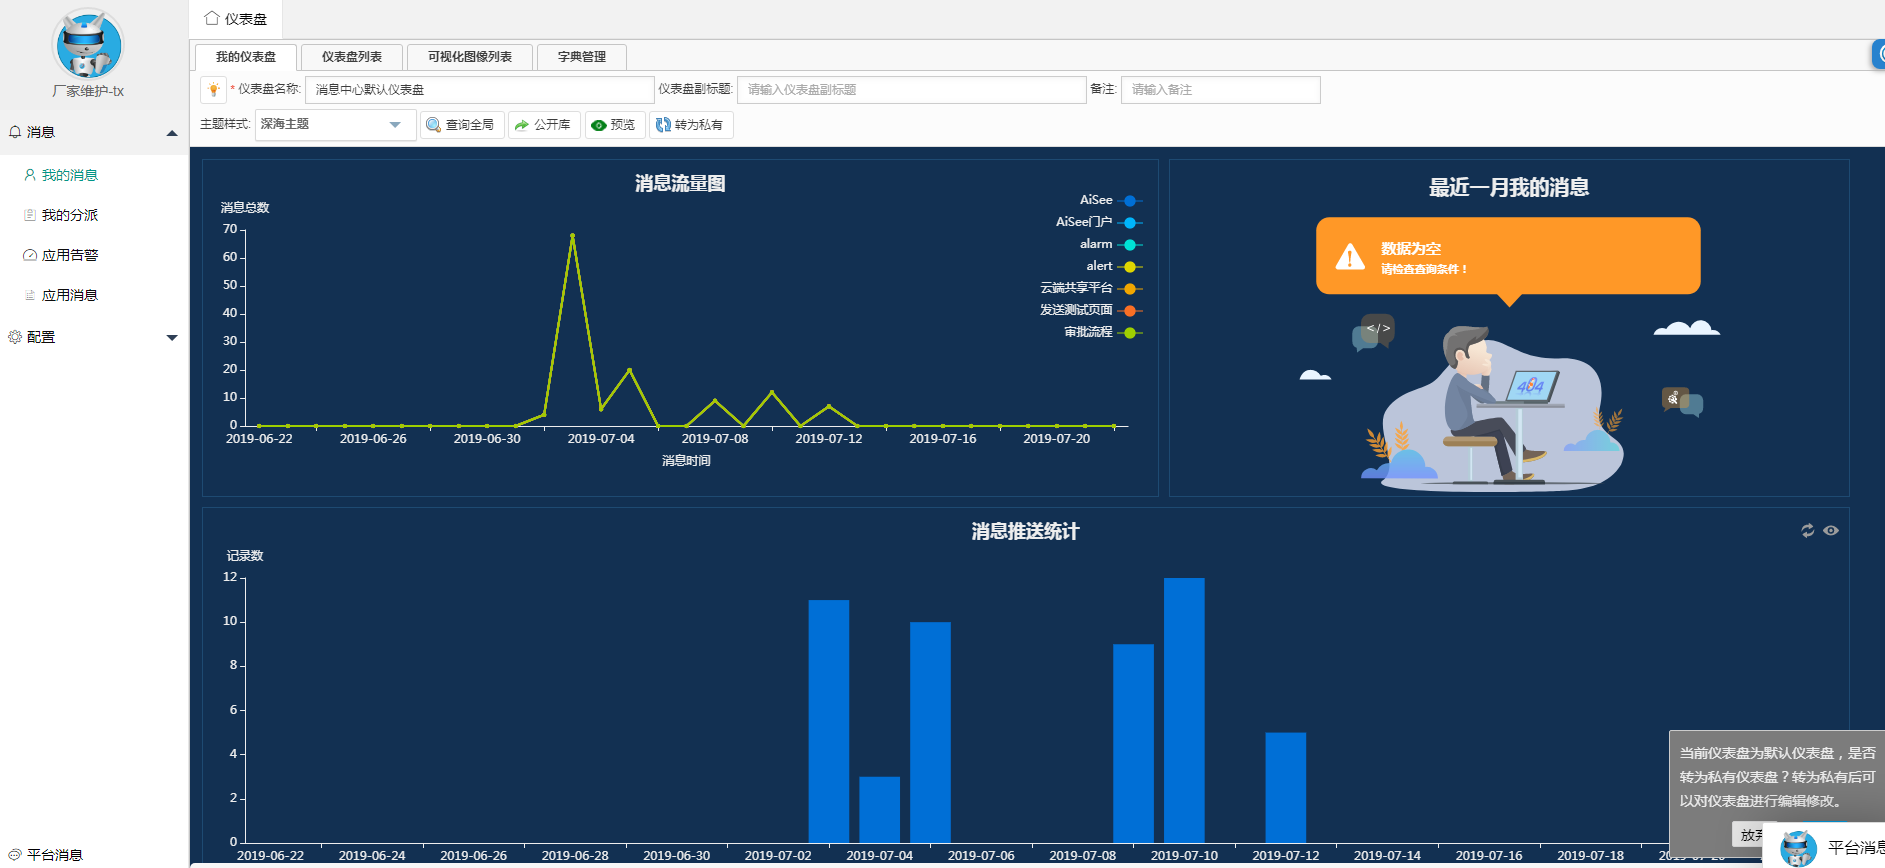 仪表盘
厂家维护-tx
消息
我的消息
我的分派
应用告警
应用消息
配置
平台消息
我的仪表盘
仪表盘列表
可视化图像列表
字典管理
* 仪表盘名称: 消息中心默认仪表盘 仪表盘副标题: 请输入仪表盘副标题 备注: 请输入备注
主题样式: 深海主题 查询全局 公开库 预览 转为私有
消息流量图
消息总数
70
60
50
40
30
20
10
0
2019-06-22 2019-06-26 2019-06-30 2019-07-04 2019-07-08 2019-07-12 2019-07-16 2019-07-20
消息时间
AiSee
AiSee门户
alarm
alert
云端共享平台
发送测试页面
审批流程
最近一月我的消息
数据为空
请检查查询条件！
</>
404
消息推送统计
记录数
12
10
8
6
4
2
0
2019-06-22 2019-06-24 2019-06-26 2019-06-28 2019-06-30 2019-07-02 2019-07-04 2019-07-06 2019-07-08 2019-07-10 2019-07-12 2019-07-14 2019-07-16 2019-07-18
当前仪表盘为默认仪表盘，是否
转为私有仪表盘？转为私有后可
以对仪表盘进行编辑修改。
平台消息